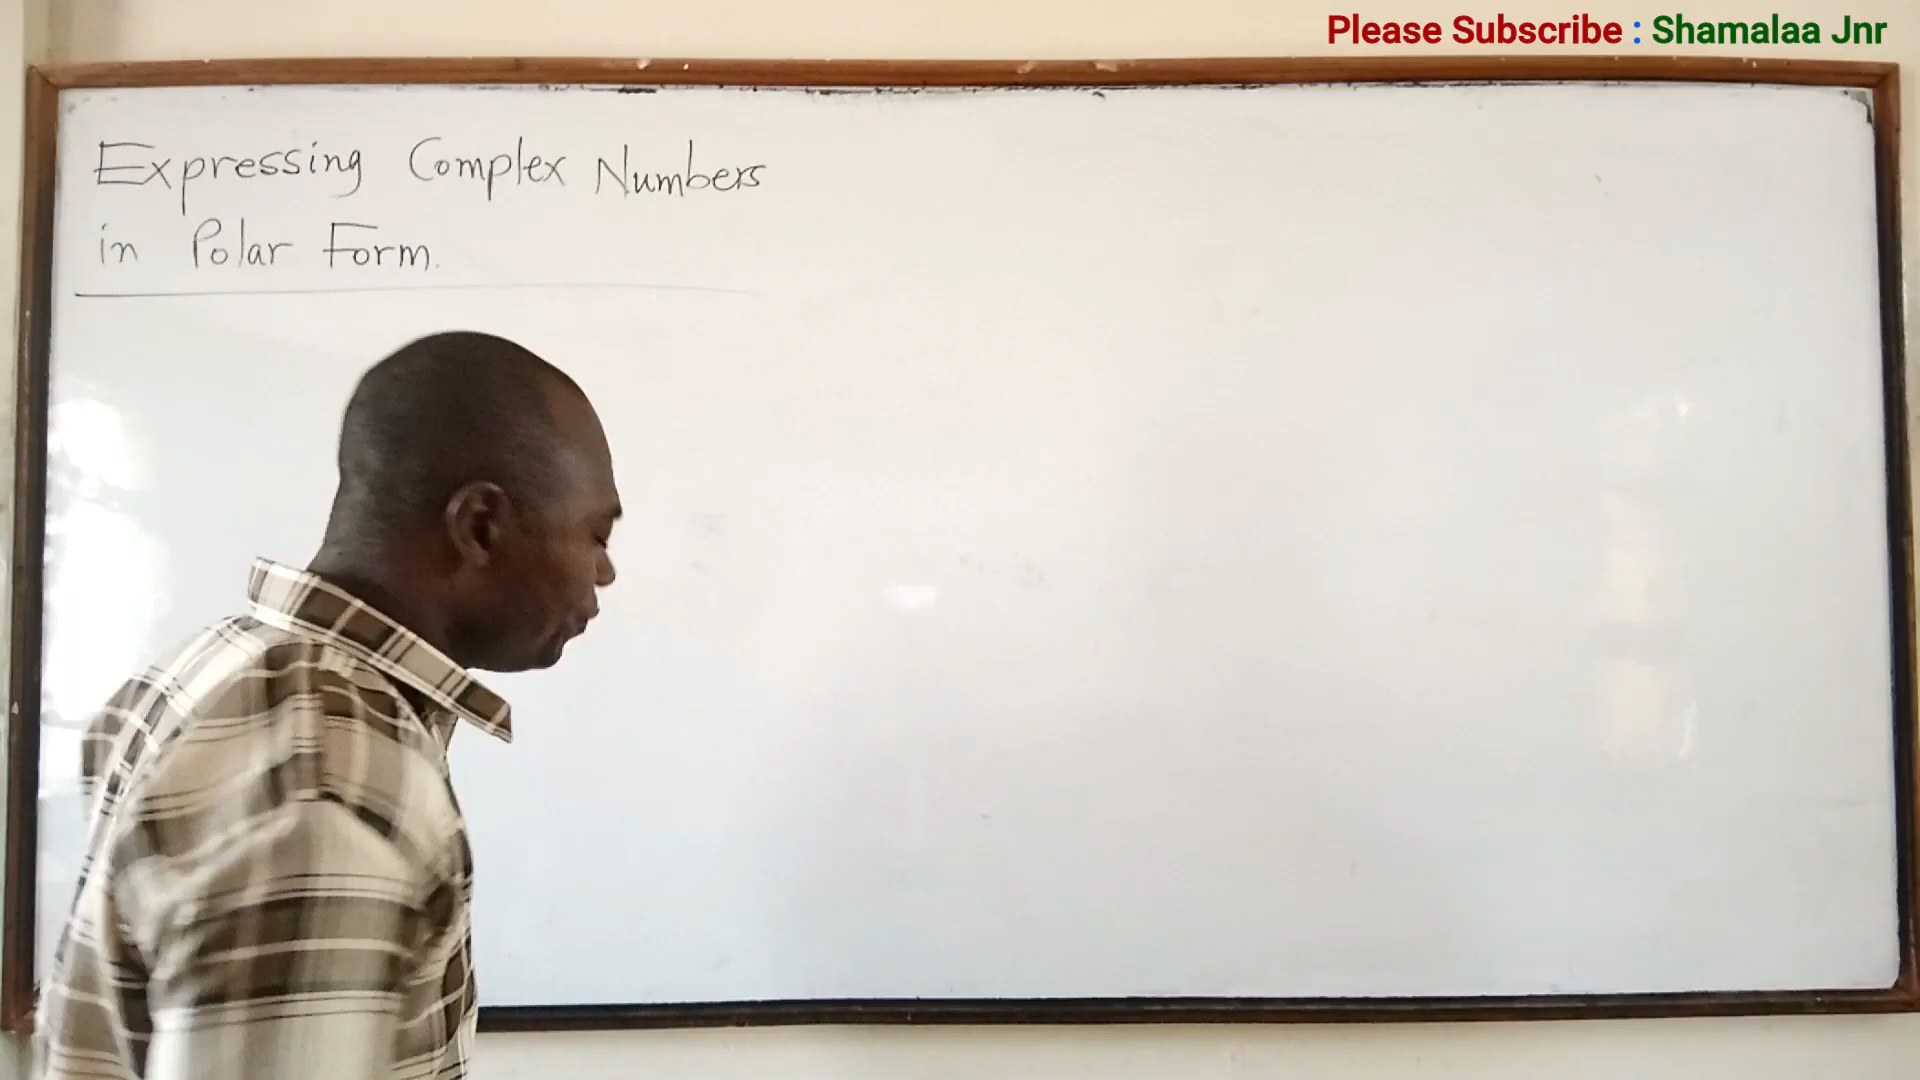 Please Subscribe : Shamalaa Jnr
Expressing Complex Numbers
in Polar Form.